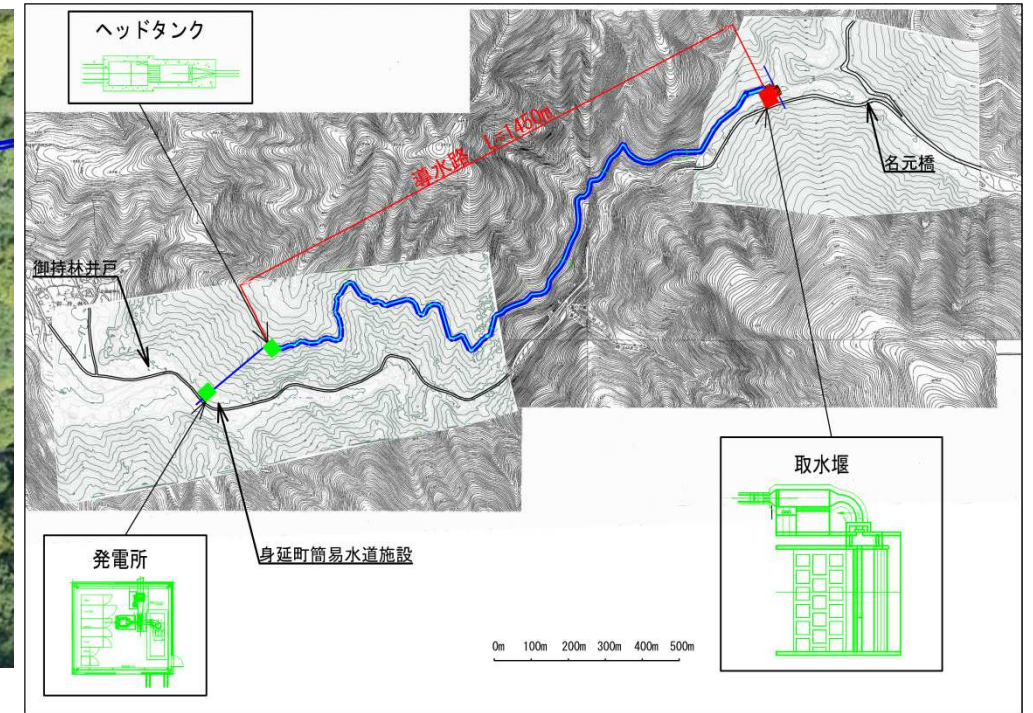 ヘッドタンク
導水路 L=1450m
名元橋
御持林井戸
取水堰
発電所
身延町簡易水道施設
0m 100m 200m 300m 400m 500m